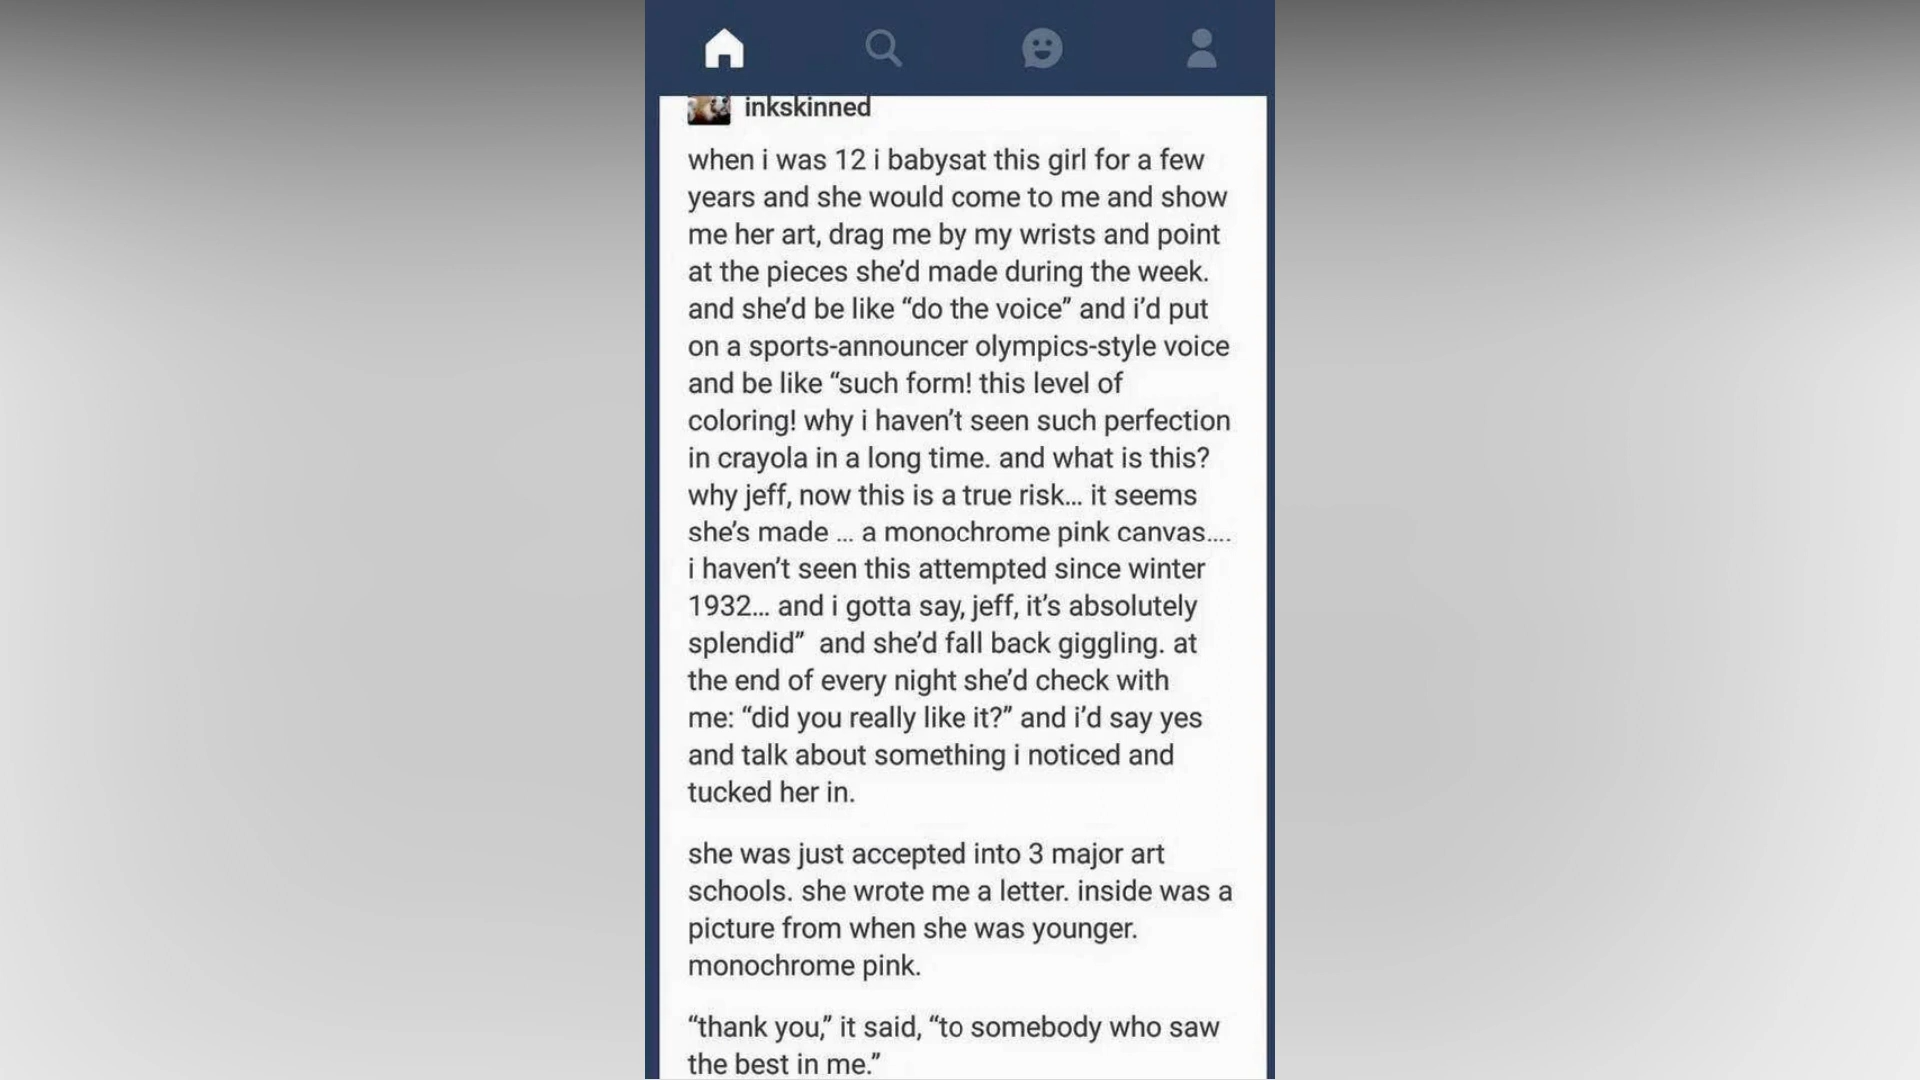 inkskinned
when i was 12 i babysat this girl for a few
years and she would come to me and show
me her art, drag me by my wrists and point
at the pieces she’d made during the week.
and she’d be like “do the voice” and i’d put
on a sports-announcer olympics-style voice
and be like “such form! this level of
coloring! why i haven’t seen such perfection
in crayola in a long time. and what is this?
why jeff, now this is a true risk... it seems
she’s made ... a monochrome pink canvas....
i haven’t seen this attempted since winter
1932... and i gotta say, jeff, it’s absolutely
splendid”  and she’d fall back giggling. at
the end of every night she’d check with
me: “did you really like it?” and i’d say yes
and talk about something i noticed and
tucked her in.
she was just accepted into 3 major art
schools. she wrote me a letter. inside was a
picture from when she was younger.
monochrome pink.
“thank you,” it said, “to somebody who saw
the best in me.”